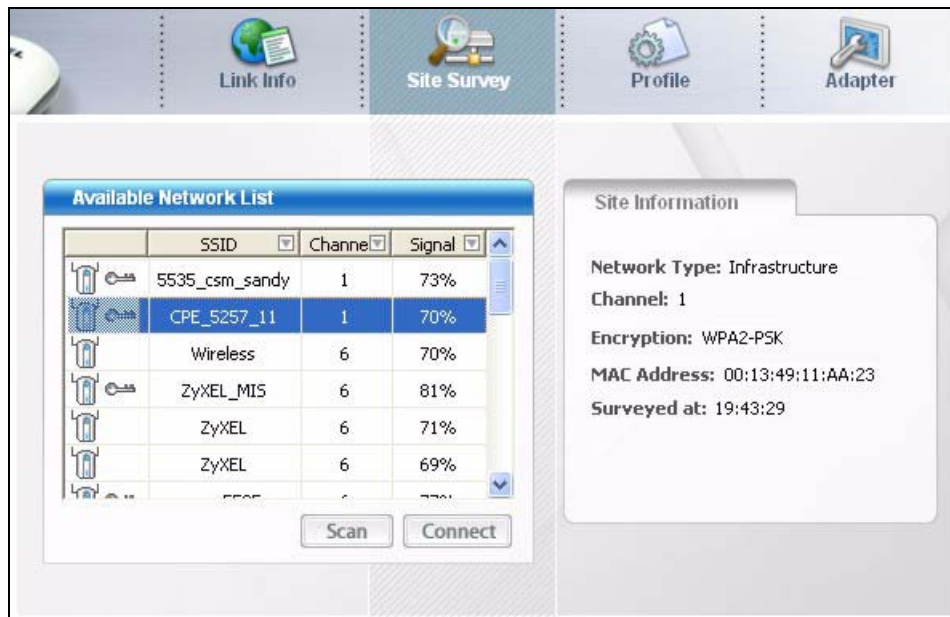 Link Info
Site Survey
Profile
Adapter
Available Network List
SSID Channe Signal
5535_csm_sandy 1 73%
CPE_5257_11 1 70%
Wireless 6 70%
ZyXEL_MIS 6 81%
ZyXEL 6 71%
ZyXEL 6 69%
Scan Connect
Site Information
Network Type: Infrastructure
Channel: 1
Encryption: WPA2-PSK
MAC Address: 00:13:49:11:AA:23
Surveyed at: 19:43:29